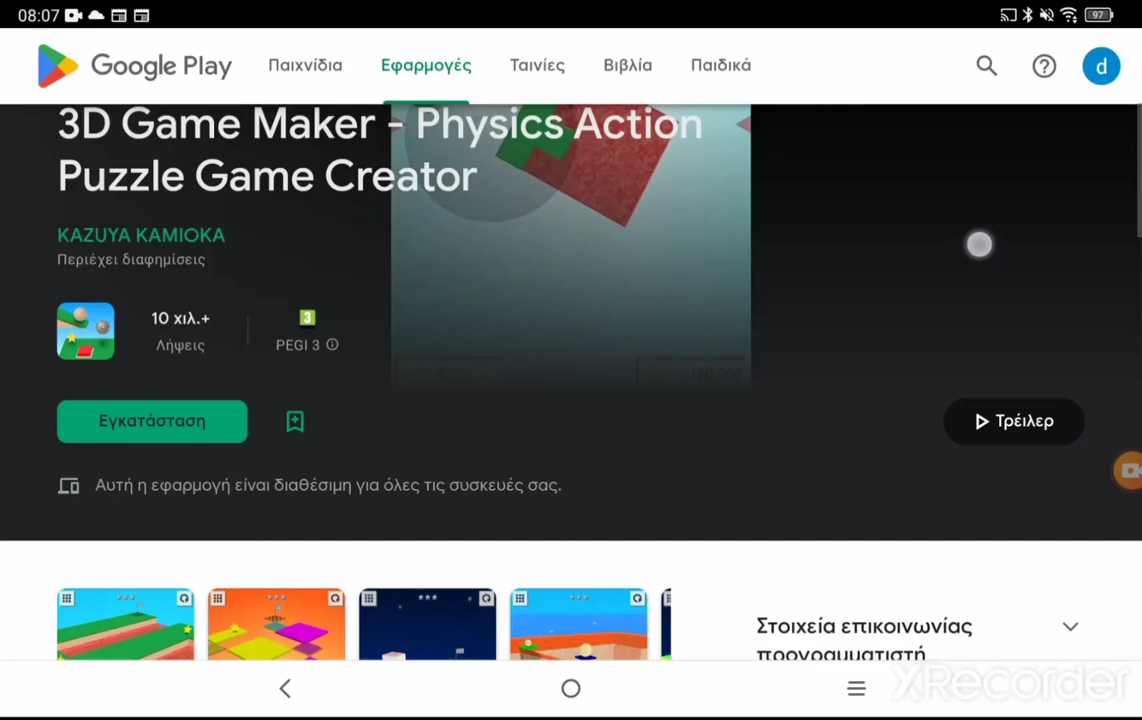 08:07
97
Google Play Παιχνίδια Εφαρμογές Ταινίες Βιβλία Παιδικά
d
3D Game Maker - Physics Action
Puzzle Game Creator
KAZUYA KAMIOKA
Περιέχει διαφημίσεις
10 χιλ.+
Λήψεις
3
PEGI 3
Εγκατάσταση
Τρέιλερ
Αυτή η εφαρμογή είναι διαθέσιμη για όλες τις συσκευές σας.
Στοιχεία επικοινωνίας
προγραμματιστή
XRecorder